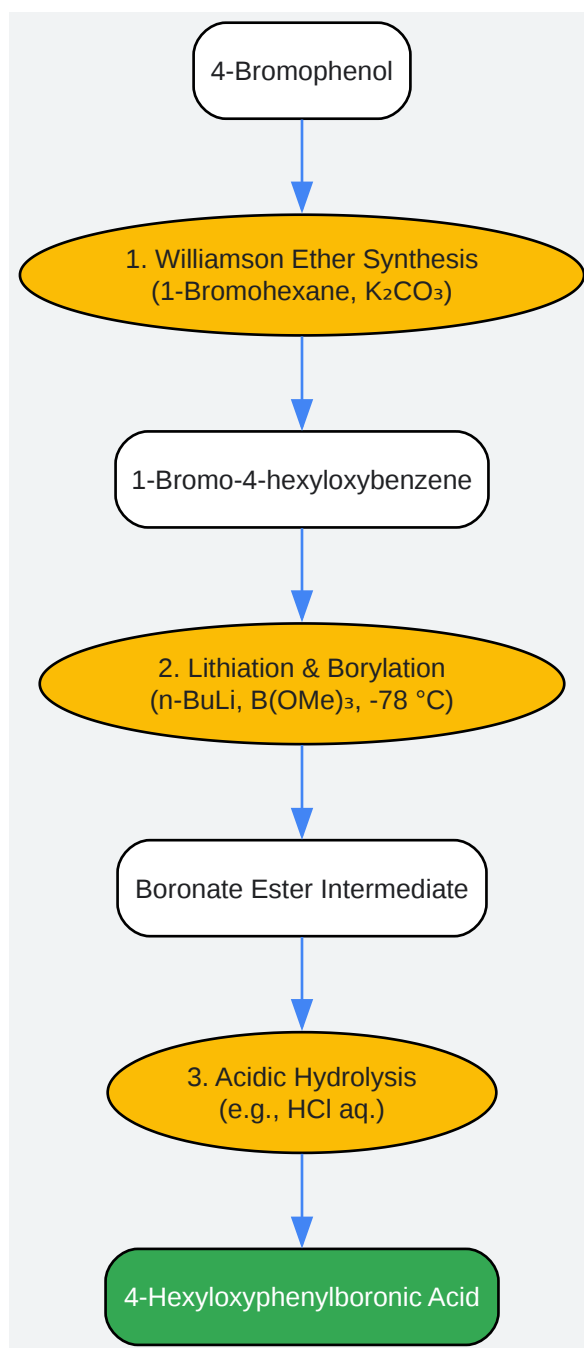 4-Bromophenol
1. Williamson Ether Synthesis
(1-Bromohexane, K₂CO₃)
1-Bromo-4-hexyloxybenzene
2. Lithiation & Borylation
(n-BuLi, B(OMe)₃, -78 °C)
Boronate Ester Intermediate
3. Acidic Hydrolysis
(e.g., HCl aq.)
4-Hexyloxyphenylboronic Acid